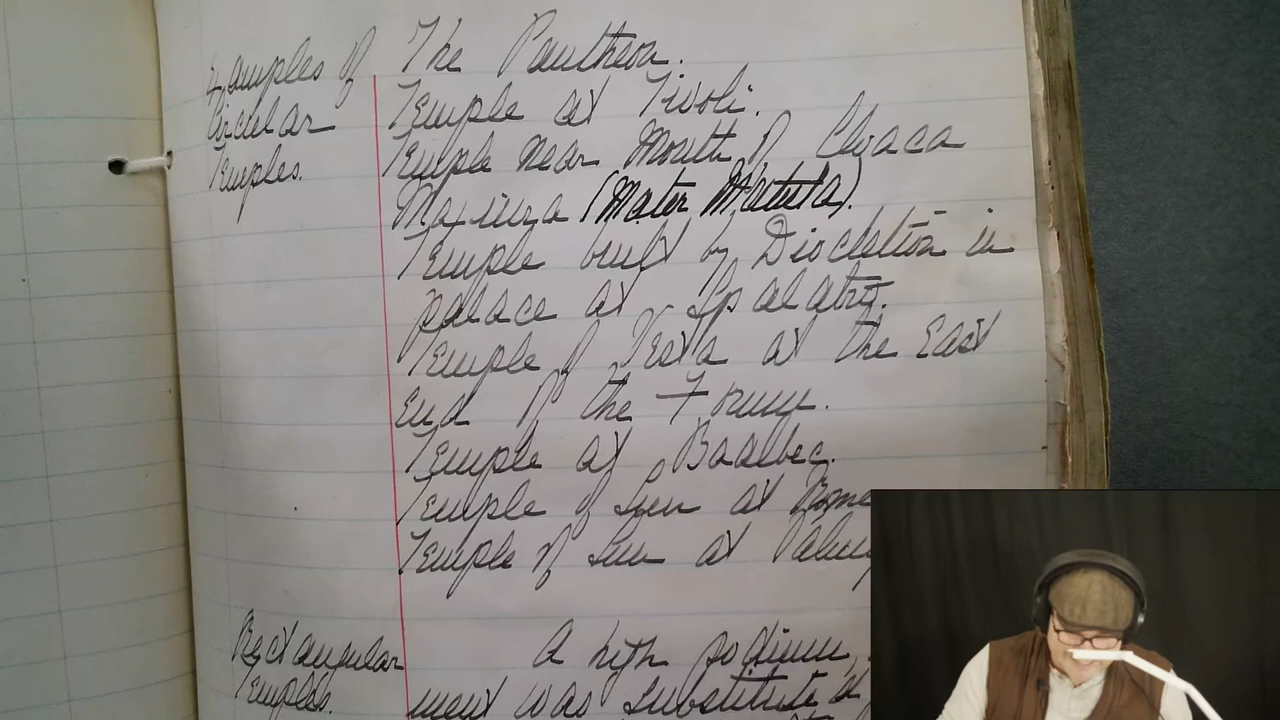 Examples of
Circular
Temples.
The Pantheon.
Temple at Tivoli.
Temple near Mouth of Cloaca
Maxima (Mater Matuta).
Temple built by Diocletian in
palace at Spalatro.
Temple of Vesta at the East
End of the Forum.
Temple at Baalbec.
Temple of Sun at Rome
Temple of Sun at
Rectangular
Temples.
A high podium
ment was substituted